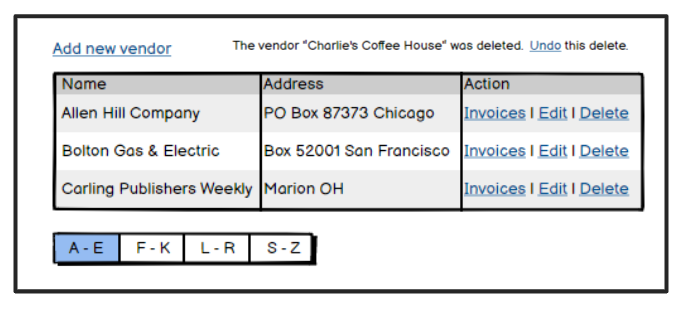 Add new vendor The vendor "Charlie's Coffee House" was deleted. Undo this delete.
Name Address Action
Allen Hill Company PO Box 87373 Chicago Invoices | Edit | Delete
Bolton Gas & Electric Box 52001 San Francisco Invoices | Edit | Delete
Carling Publishers Weekly Marion OH Invoices | Edit | Delete
A - E F - K L - R S - Z